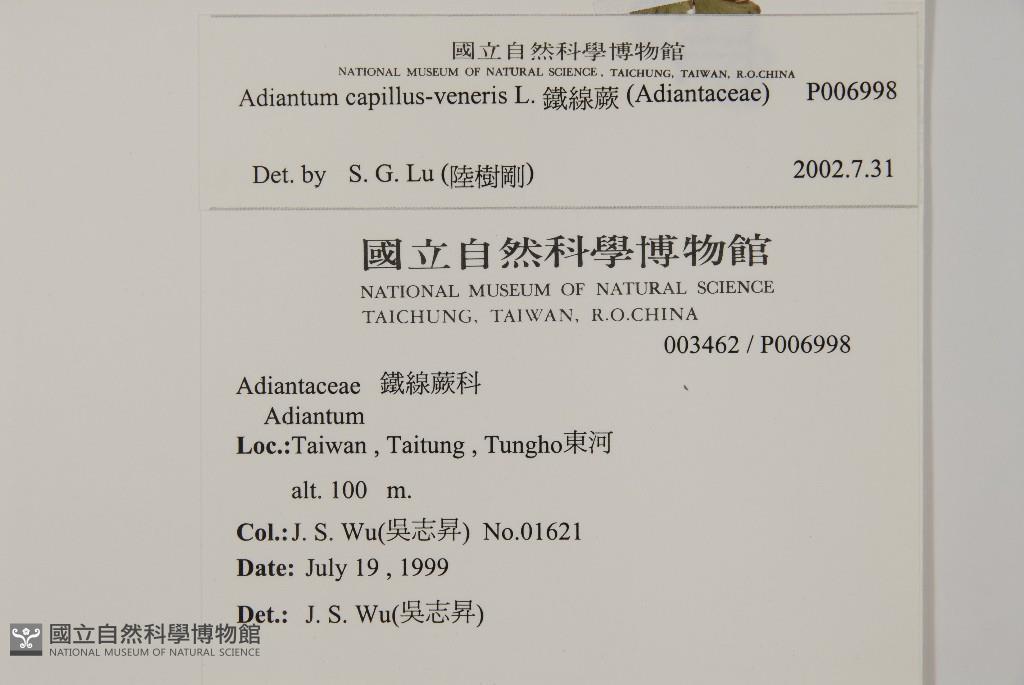 國立自然科學博物館
NATIONAL MUSEUM OF NATURAL SCIENCE, TAICHUNG, TAIWAN, R.O.CHINA
Adiantum capillus-veneris L. 鐵線蕨 (Adiantaceae) P006998
Det. by S. G. Lu (陸樹剛) 2002.7.31
國立自然科學博物館
NATIONAL MUSEUM OF NATURAL SCIENCE
TAICHUNG, TAIWAN, R.O.CHINA
003462 / P006998
Adiantaceae 鐵線蕨科
Adiantum
Loc.:Taiwan , Taitung , Tungho東河
alt. 100 m.
Col.:J. S. Wu(吳志昇) No.01621
Date: July 19 , 1999
Det.: J. S. Wu(吳志昇)
國立自然科學博物館
NATIONAL MUSEUM OF NATURAL SCIENCE